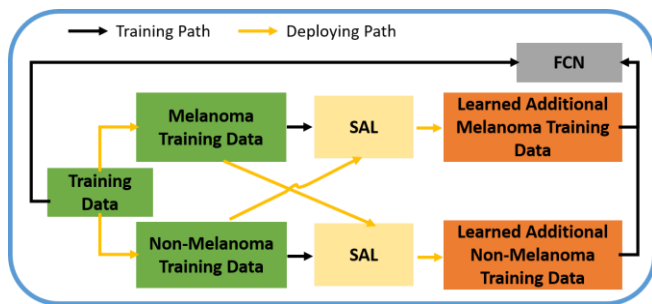 Training Path
Deploying Path
FCN
Melanoma
Training Data
SAL
Learned Additional
Melanoma Training
Data
Training
Data
Non-Melanoma
Training Data
SAL
Learned Additional
Non-Melanoma
Training Data